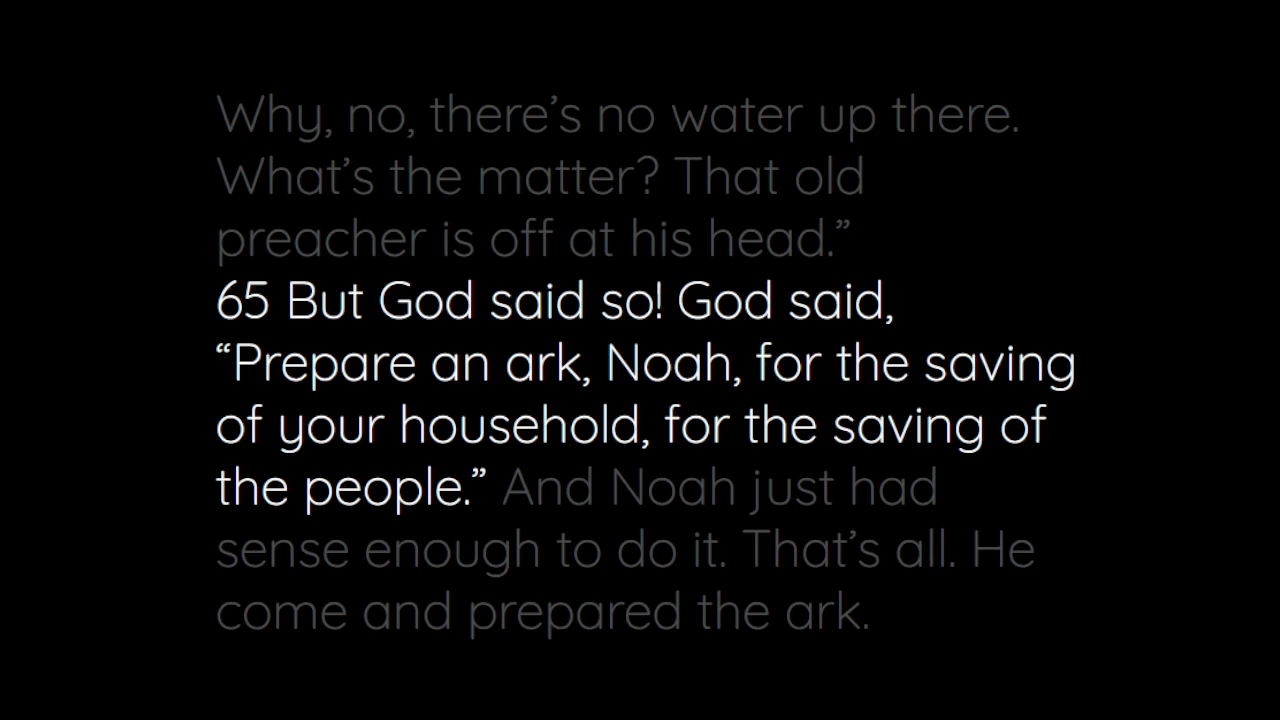 Why, no, there’s no water up there.
What’s the matter? That old
preacher is off at his head.”
65 But God said so! God said,
“Prepare an ark, Noah, for the saving
of your household, for the saving of
the people.” And Noah just had
sense enough to do it. That’s all. He
come and prepared the ark.